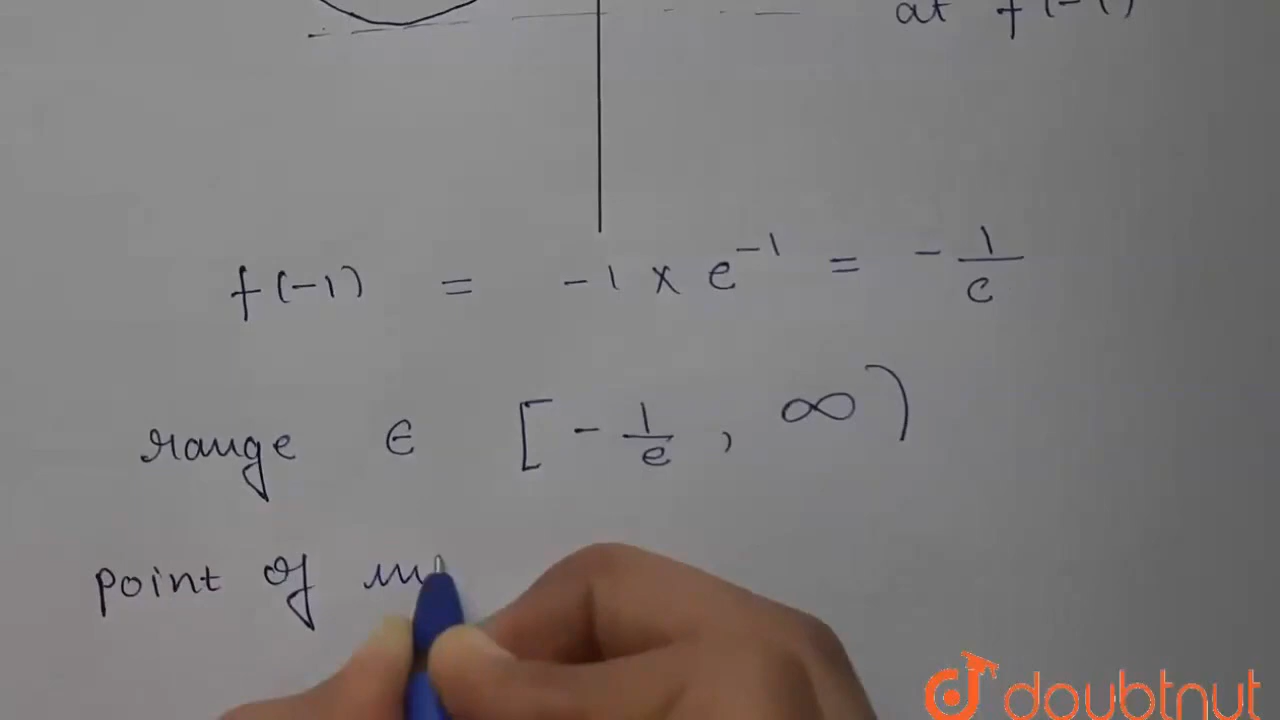 at f(-1)
f(-1) = -1 × e^-1 = - 1/e
range ∈ [- 1/e, ∞)
point of
doubtnut